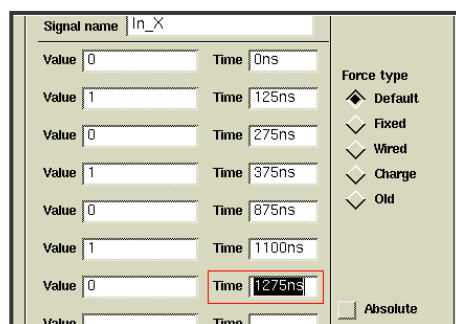 Signal name In_X
Value 0 Time 0ns
Force type
Value 1 Time 125ns
Default
Fixed
Value 0 Time 275ns
Wired
Value 1 Time 375ns
Charge
Old
Value 0 Time 875ns
Value 1 Time 1100ns
Value 0 Time 1275ns
Absolute
Value Time